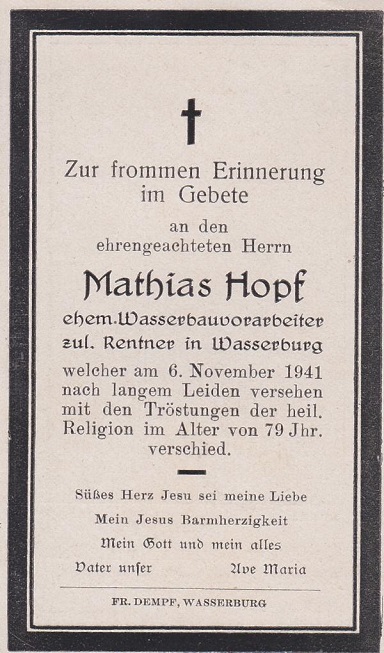 Zur frommen Erinnerung
im Gebete
an den
ehrengeachteten Herrn
Mathias Hopf
ehem. Wasserbauvorarbeiter
zul. Rentner in Wasserburg
welcher am 6. November 1941
nach langem Leiden versehen
mit den Tröstungen der heil.
Religion im Alter von 79 Jhr.
verschied.
Süßes Herz Jesu sei meine Liebe
Mein Jesus Barmherzigkeit
Mein Gott und mein alles
Vater unser Ave Maria
FR. DEMPF, WASSERBURG